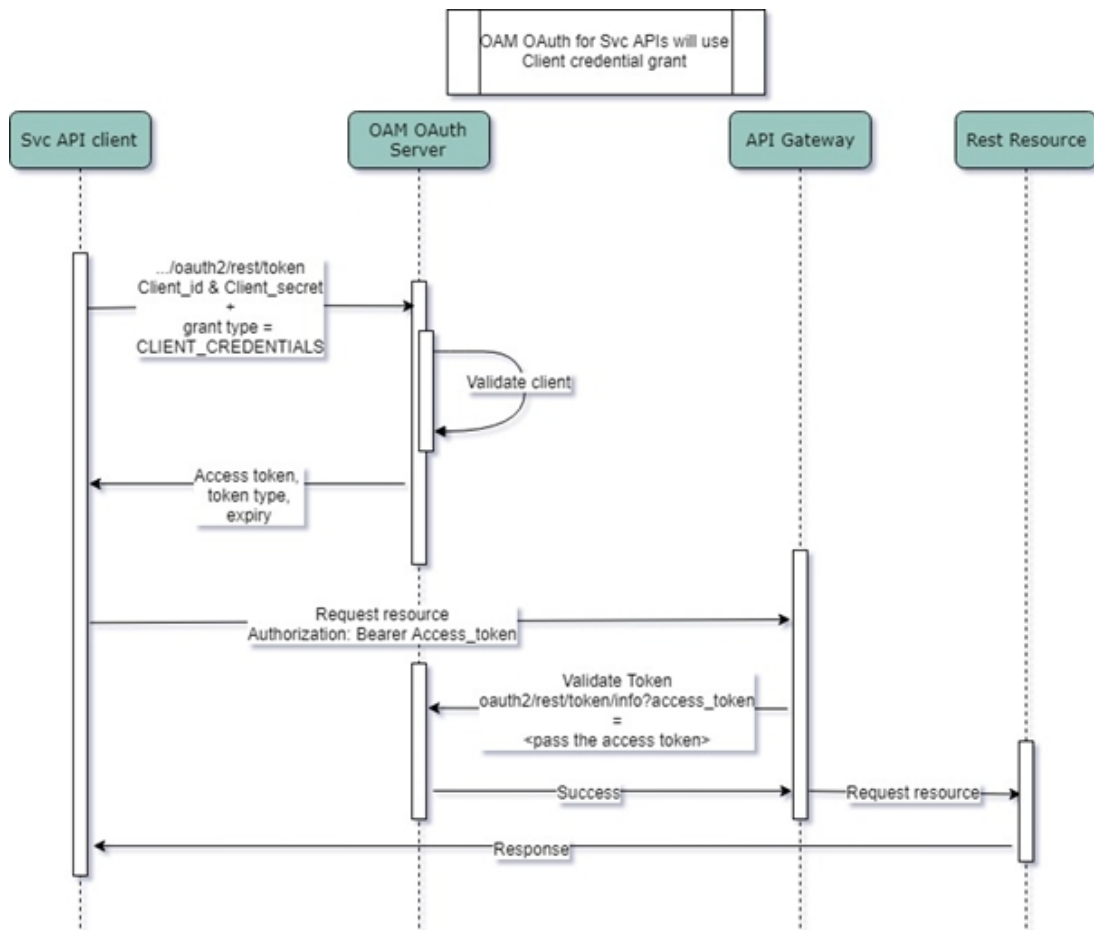 OAM OAuth for Svc APIs will use
Client credential grant
Svc API client
OAM OAuth
Server
API Gateway
Rest Resource
.../oauth2/rest/token
Client_id & Client_secret
+
grant type =
CLIENT_CREDENTIALS
Validate client
Access token,
token type,
expiry
Request resource
Authorization: Bearer Access_token
Validate Token
oauth2/rest/token/info?access_token
=
<pass the access token>
Success
Request resource
Response